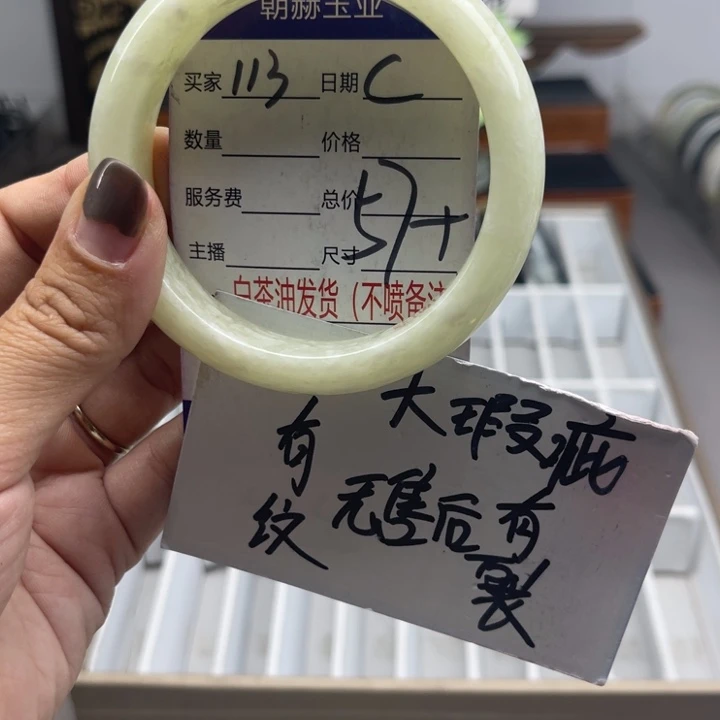 朝赫玉业
买家 113 日期 C
数量 价格
服务费 总价
主播 尺寸 57+
白茶油发货（不喷备注
大瑕疵
有纹
无售后有裂